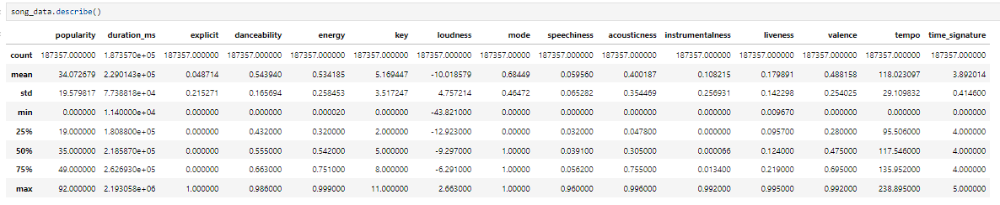 song_data.describe()
popularity duration_ms explicit danceability energy key loudness mode speechiness acousticness instrumentalness liveness valence tempo time_signature
count 187357.000000 1.873570e+05 187357.000000 187357.000000 187357.000000 187357.000000 187357.000000 187357.00000 187357.000000 187357.000000 187357.000000 187357.000000 187357.000000 187357.000000 187357.000000
mean 34.072679 2.290143e+05 0.048714 0.543940 0.534185 5.169447 -10.018579 0.68449 0.059560 0.400187 0.108215 0.179891 0.488158 118.023097 3.892014
std 19.579817 7.738818e+04 0.215271 0.165694 0.258453 3.517247 4.757214 0.46472 0.065282 0.354469 0.256931 0.142298 0.254025 29.109832 0.414600
min 0.000000 1.140000e+04 0.000000 0.000000 0.000020 0.000000 -43.821000 0.00000 0.000000 0.000000 0.000000 0.009670 0.000000 0.000000 0.000000
25% 19.000000 1.808800e+05 0.000000 0.432000 0.320000 2.000000 -12.923000 0.00000 0.032000 0.047800 0.000000 0.095700 0.280000 95.506000 4.000000
50% 35.000000 2.185870e+05 0.000000 0.555000 0.542000 5.000000 -9.297000 1.00000 0.039100 0.305000 0.000066 0.124000 0.475000 117.546000 4.000000
75% 49.000000 2.626930e+05 0.000000 0.663000 0.751000 8.000000 -6.291000 1.00000 0.056200 0.755000 0.013400 0.219000 0.695000 135.952000 4.000000
max 92.000000 2.193058e+06 1.000000 0.986000 0.999000 11.000000 2.663000 1.00000 0.960000 0.996000 0.992000 0.995000 0.992000 238.895000 5.000000